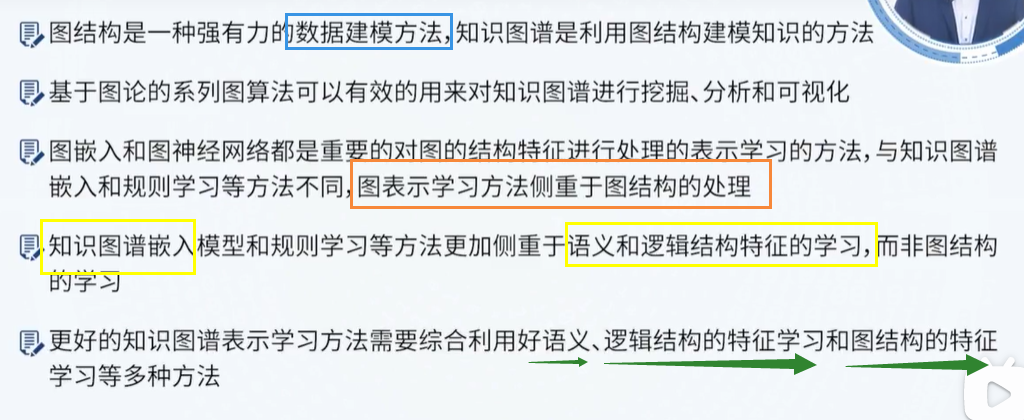 图结构是一种强有力的数据建模方法，知识图谱是利用图结构建模知识的方法
基于图论的系列图算法可以有效的用来对知识图谱进行挖掘、分析和可视化
图嵌入和图神经网络都是重要的对图的结构特征进行处理的表示学习的方法，与知识图谱
嵌入和规则学习等方法不同，图表示学习方法侧重于图结构的处理
知识图谱嵌入模型和规则学习等方法更加侧重于语义和逻辑结构特征的学习，而非图结构
的学习
更好的知识图谱表示学习方法需要综合利用好语义、逻辑结构的特征学习和图结构的特征
学习等多种方法